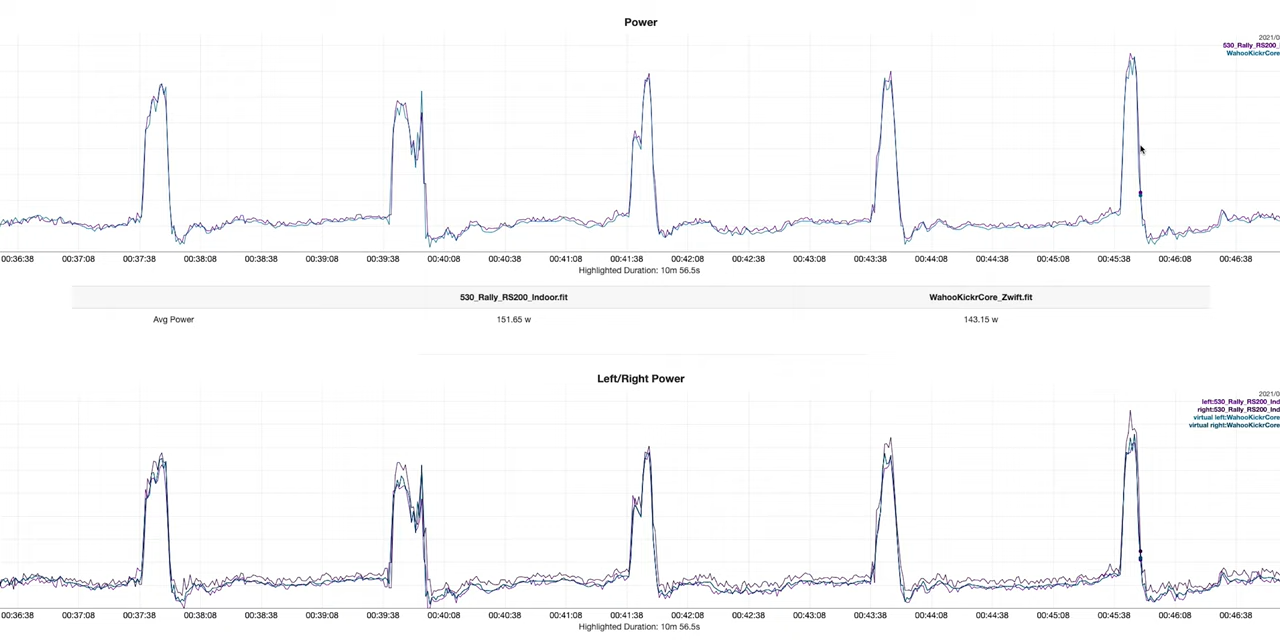 Power
2021/0
530_Rally_RS200_
WahooKickrCore
00:36:38 00:37:08 00:37:38 00:38:08 00:38:38 00:39:08 00:39:38 00:40:08 00:40:38 00:41:08 00:41:38 00:42:08 00:42:38 00:43:08 00:43:38 00:44:08 00:44:38 00:45:08 00:45:38 00:46:08 00:46:38
Highlighted Duration: 10m 56.5s
530_Rally_RS200_Indoor.fit WahooKickrCore_Zwift.fit
Avg Power 151.65 w 143.15 w
Left/Right Power
2021/0
left:530_Rally_RS200_Ind
right:530_Rally_RS200_Ind
virtual left:WahooKickrCore
virtual right:WahooKickrCore
00:36:38 00:37:08 00:37:38 00:38:08 00:38:38 00:39:08 00:39:38 00:40:08 00:40:38 00:41:08 00:41:38 00:42:08 00:42:38 00:43:08 00:43:38 00:44:08 00:44:38 00:45:08 00:45:38 00:46:08 00:46:38
Highlighted Duration: 10m 56.5s